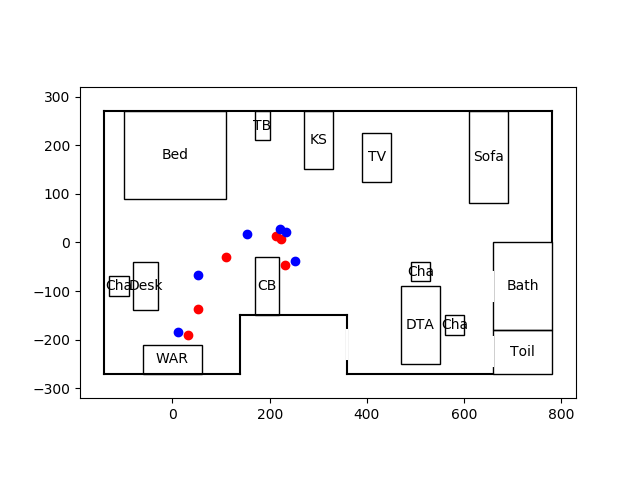 300
200
100
0
−100
−200
−300
TB
Bed
KS
TV
Sofa
Cha
Desk
CB
Cha
Bath
DTA
Cha
WAR
Toil
0
200
400
600
800